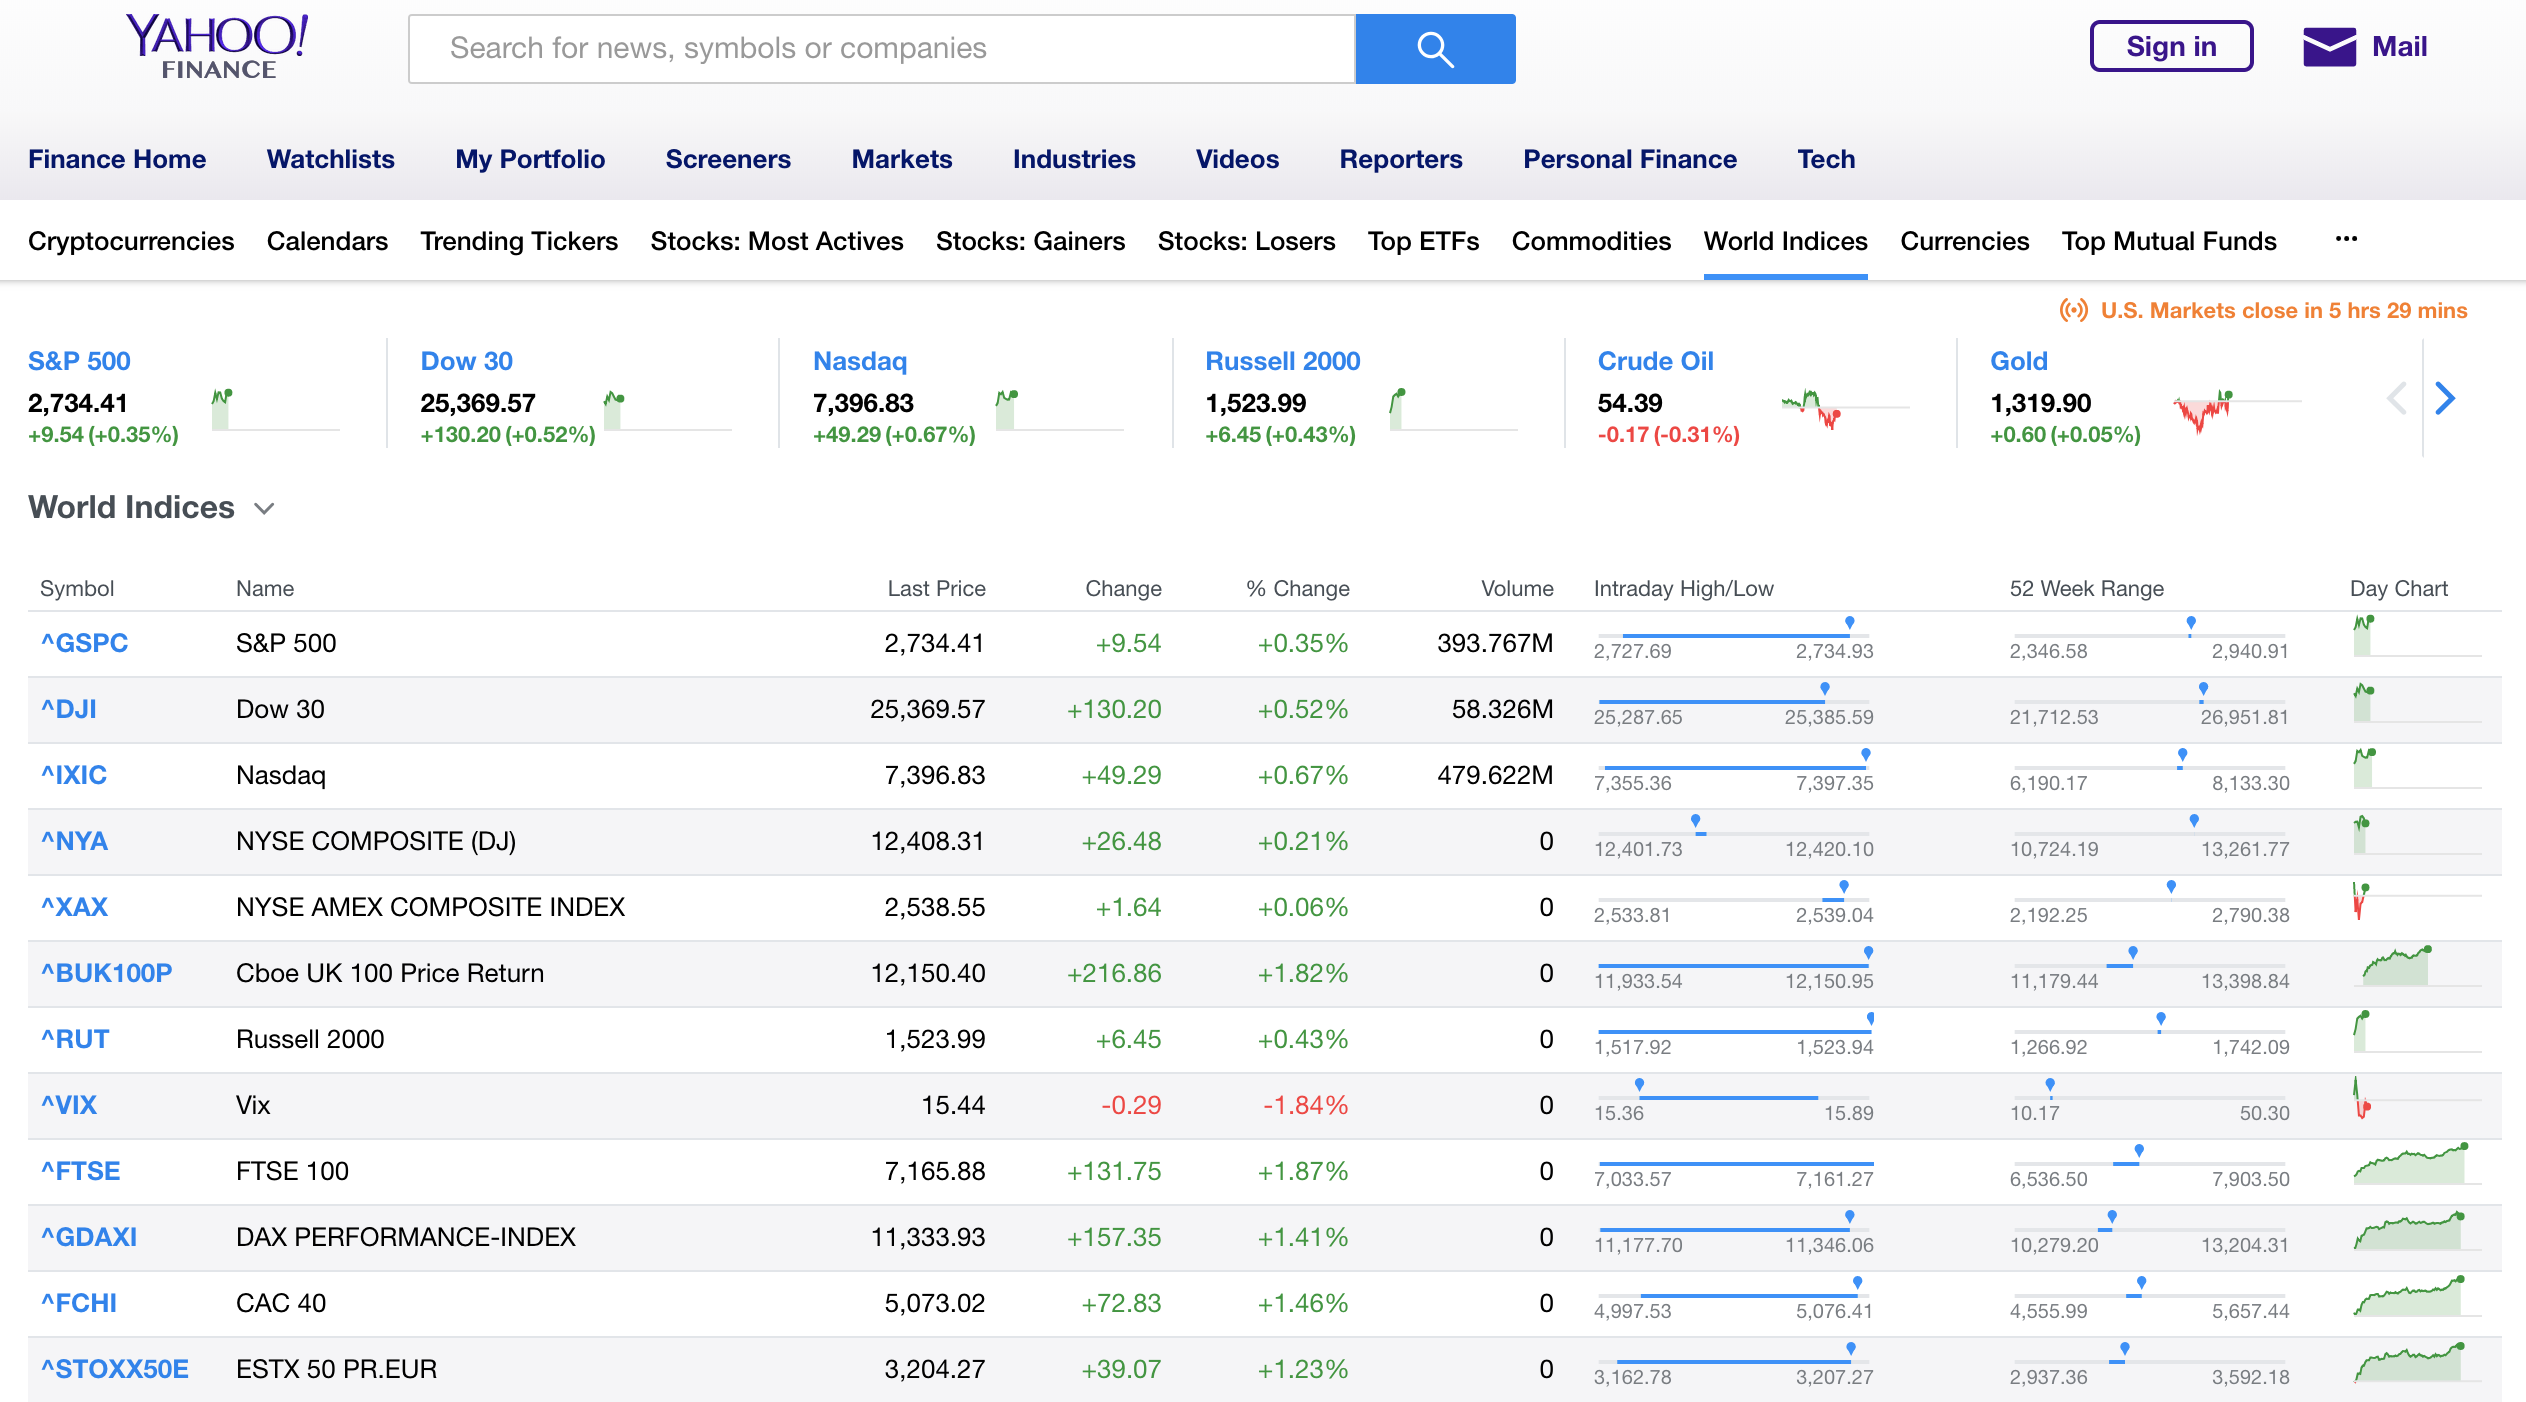 YAHOO!
FINANCE
Search for news, symbols or companies
Sign in
Mail
Finance Home Watchlists My Portfolio Screeners Markets Industries Videos Reporters Personal Finance Tech
Cryptocurrencies Calendars Trending Tickers Stocks: Most Actives Stocks: Gainers Stocks: Losers Top ETFs Commodities World Indices Currencies Top Mutual Funds ...
U.S. Markets close in 5 hrs 29 mins
S&P 500 Dow 30 Nasdaq Russell 2000 Crude Oil Gold
2,734.41 25,369.57 7,396.83 1,523.99 54.39 1,319.90
+9.54 (+0.35%) +130.20 (+0.52%) +49.29 (+0.67%) +6.45 (+0.43%) -0.17 (-0.31%) +0.60 (+0.05%)
World Indices
Symbol Name Last Price Change % Change Volume Intraday High/Low 52 Week Range Day Chart
^GSPC S&P 500 2,734.41 +9.54 +0.35% 393.767M 2,727.69 2,734.93 2,346.58 2,940.91
^DJI Dow 30 25,369.57 +130.20 +0.52% 58.326M 25,287.65 25,385.59 21,712.53 26,951.81
^IXIC Nasdaq 7,396.83 +49.29 +0.67% 479.622M 7,355.36 7,397.35 6,190.17 8,133.30
^NYA NYSE COMPOSITE (DJ) 12,408.31 +26.48 +0.21% 0 12,401.73 12,420.10 10,724.19 13,261.77
^XAX NYSE AMEX COMPOSITE INDEX 2,538.55 +1.64 +0.06% 0 2,533.81 2,539.04 2,192.25 2,790.38
^BUK100P Cboe UK 100 Price Return 12,150.40 +216.86 +1.82% 0 11,933.54 12,150.95 11,179.44 13,398.84
^RUT Russell 2000 1,523.99 +6.45 +0.43% 0 1,517.92 1,523.94 1,266.92 1,742.09
^VIX Vix 15.44 -0.29 -1.84% 0 15.36 15.89 10.17 50.30
^FTSE FTSE 100 7,165.88 +131.75 +1.87% 0 7,033.57 7,161.27 6,536.50 7,903.50
^GDAXI DAX PERFORMANCE-INDEX 11,333.93 +157.35 +1.41% 0 11,177.70 11,346.06 10,279.20 13,204.31
^FCHI CAC 40 5,073.02 +72.83 +1.46% 0 4,997.53 5,076.41 4,555.99 5,657.44
^STOXX50E ESTX 50 PR.EUR 3,204.27 +39.07 +1.23% 0 3,162.78 3,207.27 2,937.36 3,592.18